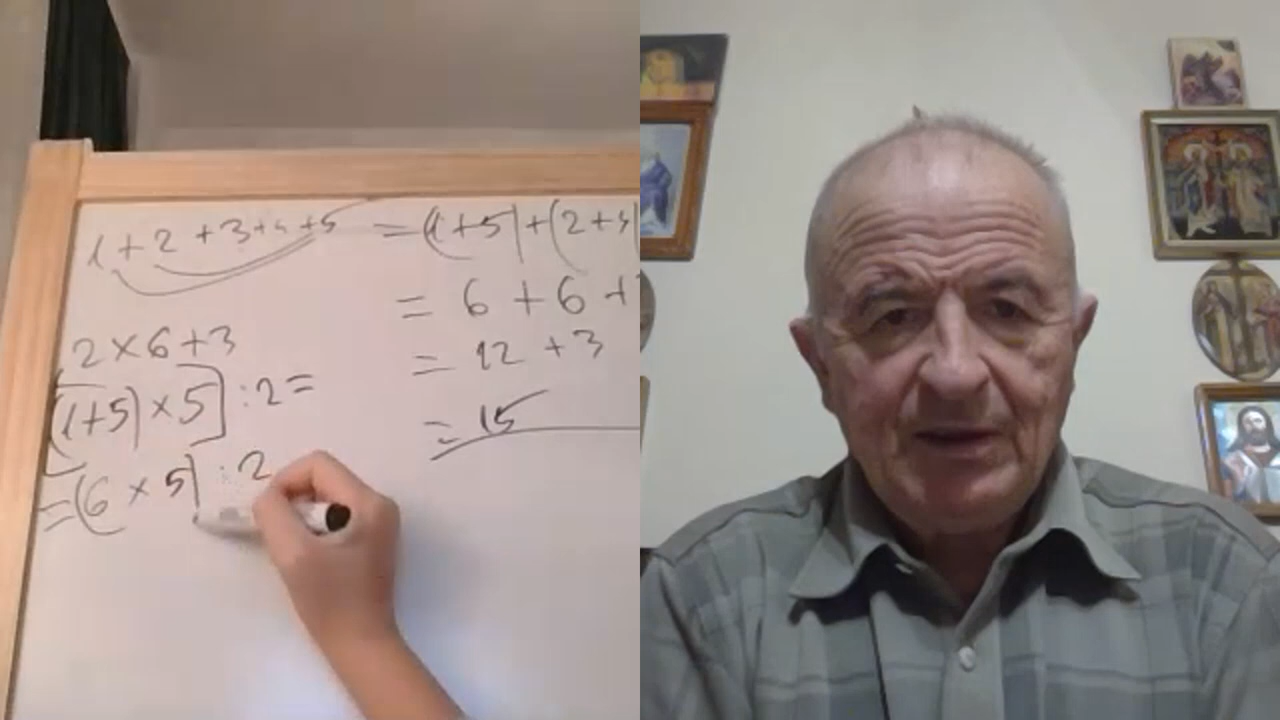 1+2+3+4+5 = (1+5)+(2+4)
= 6 + 6 +
2×6+3
= 12 + 3
[(1+5)×5]:2=
= 15
=(6×5):2